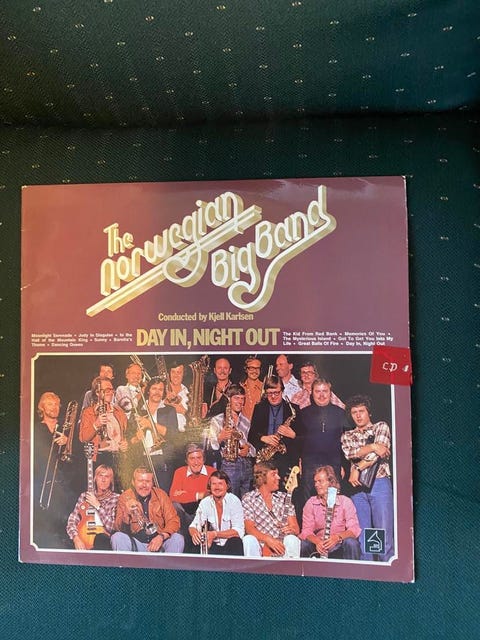 The
norwegian
Big Band
Conducted by Kjell Karlsen
DAY IN, NIGHT OUT
Moonlight Serenade • Judy In Disguise • In the
Hall of the Mountain King • Sunny • Borsalino
Theme • Dancing Queen
The Kid From Red Bank • Memories Of You •
The Mysterious Island • Got To Get You Into My
Life • Great Balls Of Fire • Day In, Night Out
CD